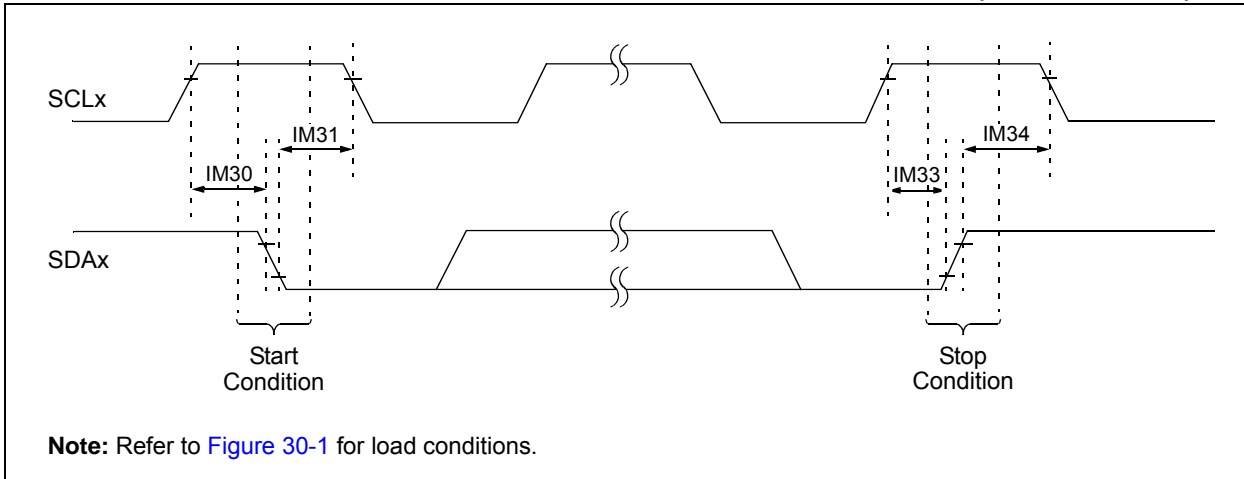 SCLx
IM31
IM34
IM30
IM33
SDAx
Start
Condition
Stop
Condition
Note: Refer to Figure 30-1 for load conditions.